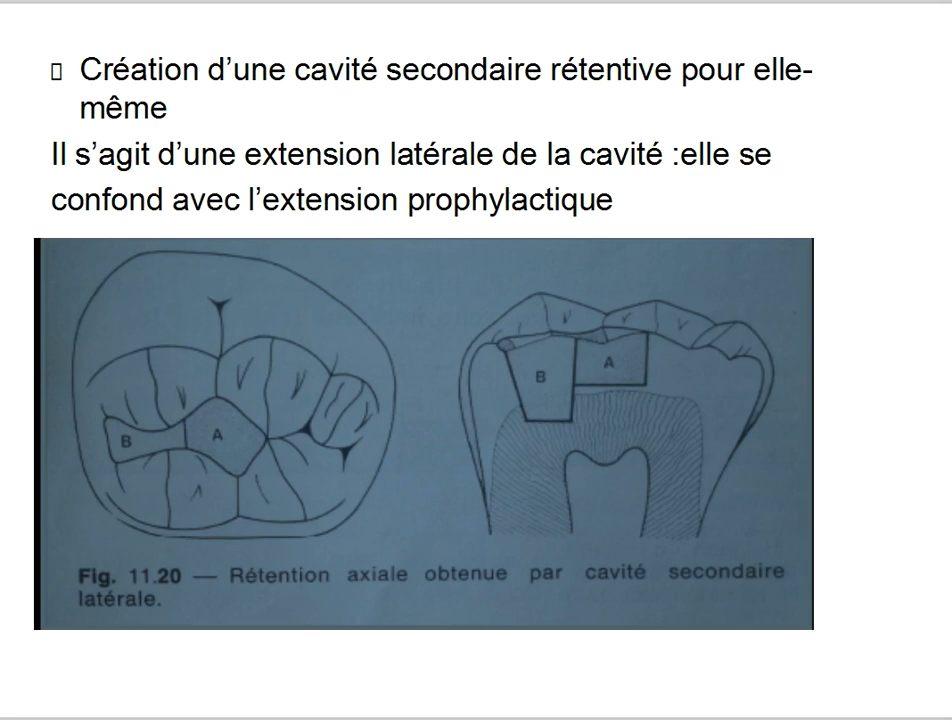 Création d’une cavité secondaire rétentive pour elle-
même
Il s’agit d’une extension latérale de la cavité :elle se
confond avec l’extension prophylactique
B
A
B
A
Fig. 11.20 — Rétention axiale obtenue par cavité secondaire
latérale.